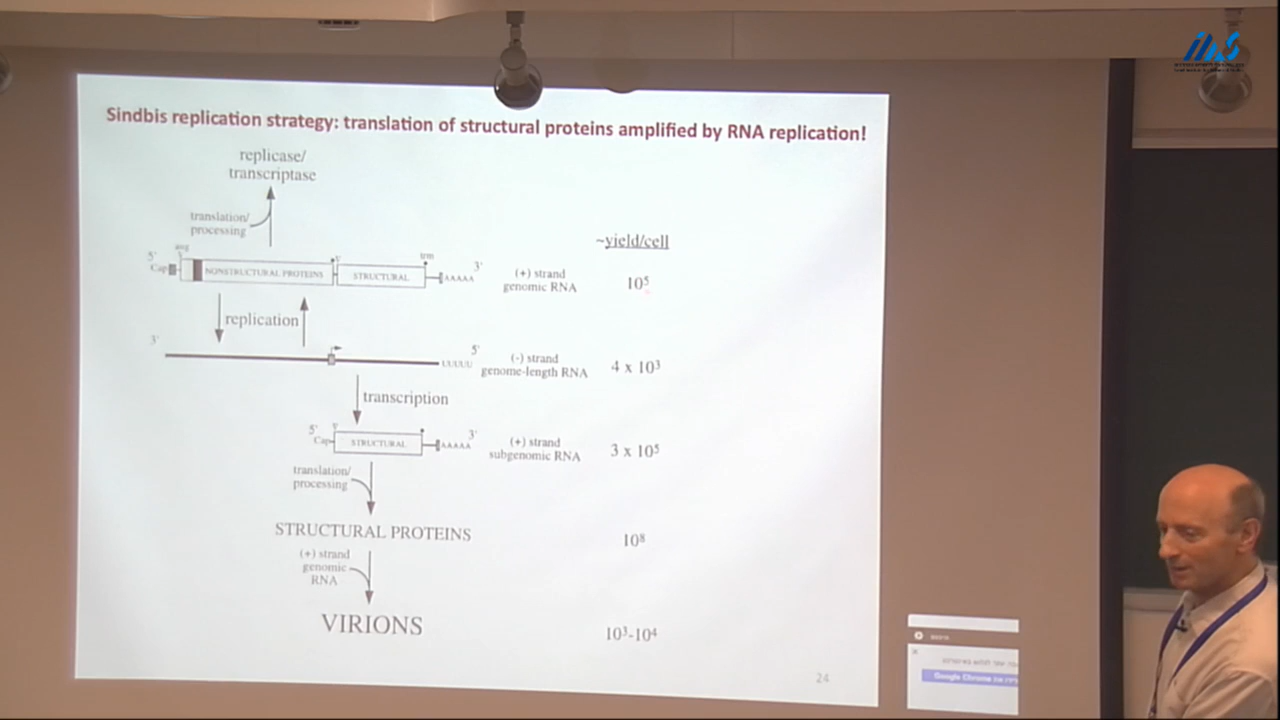 Sindbis replication strategy: translation of structural proteins amplified by RNA replication!
replicase/
transcriptase
translation/
processing
~yield/cell
5'
Cap
NONSTRUCTURAL PROTEINS
STRUCTURAL
AAAAA
3'
(+) strand
genomic RNA
10⁵
replication
3'
5'
UUUUU
(-) strand
genome-length RNA
4 x 10³
transcription
5'
Cap
STRUCTURAL
AAAAA
3'
(+) strand
subgenomic RNA
3 x 10⁵
translation/
processing
STRUCTURAL PROTEINS
10⁸
(+) strand
genomic
RNA
VIRIONS
10³-10⁴
24
Google Chrome